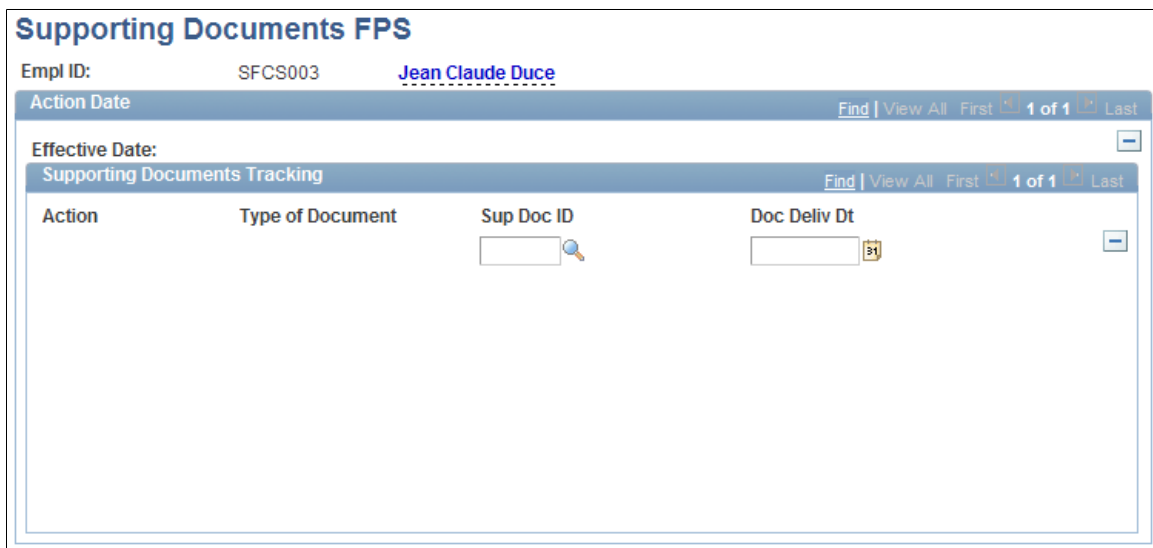 Supporting Documents FPS
Empl ID: SFCS003 Jean Claude Duce
Action Date Find | View All First 1 of 1 Last
Effective Date:
Supporting Documents Tracking Find | View All First 1 of 1 Last
Action Type of Document Sup Doc ID Doc Deliv Dt
31